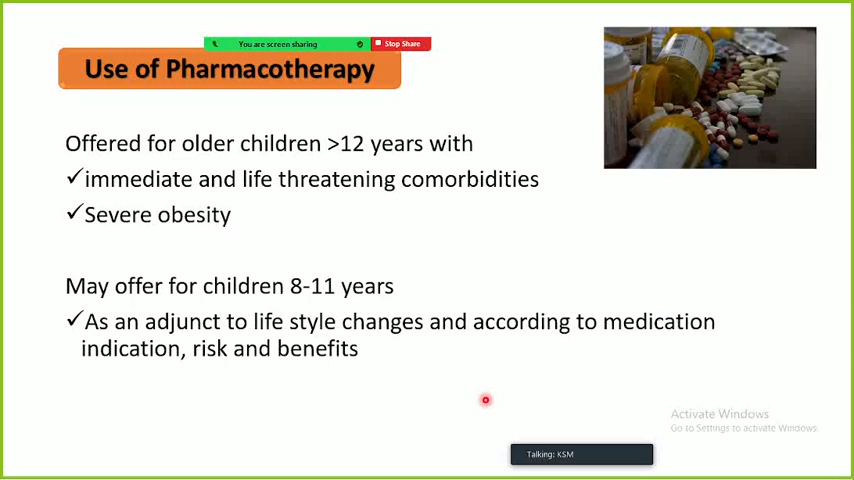 You are screen sharing
Stop Share
Use of Pharmacotherapy
Offered for older children >12 years with
✓immediate and life threatening comorbidities
✓Severe obesity
May offer for children 8-11 years
✓As an adjunct to life style changes and according to medication
indication, risk and benefits
Activate Windows
Go to Settings to activate Windows.
Talking: KSM